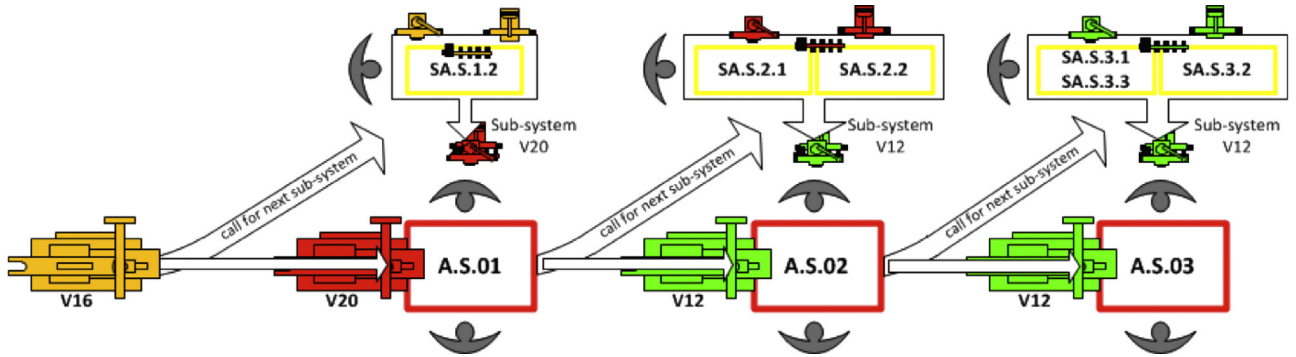 SA.S.1.2
SA.S.2.1
SA.S.2.2
SA.S.3.1
SA.S.3.3
SA.S.3.2
Sub-system
V20
Sub-system
V12
Sub-system
V12
call for next sub-system
call for next sub-system
call for next sub-system
A.S.01
A.S.02
A.S.03
V16
V20
V12
V12